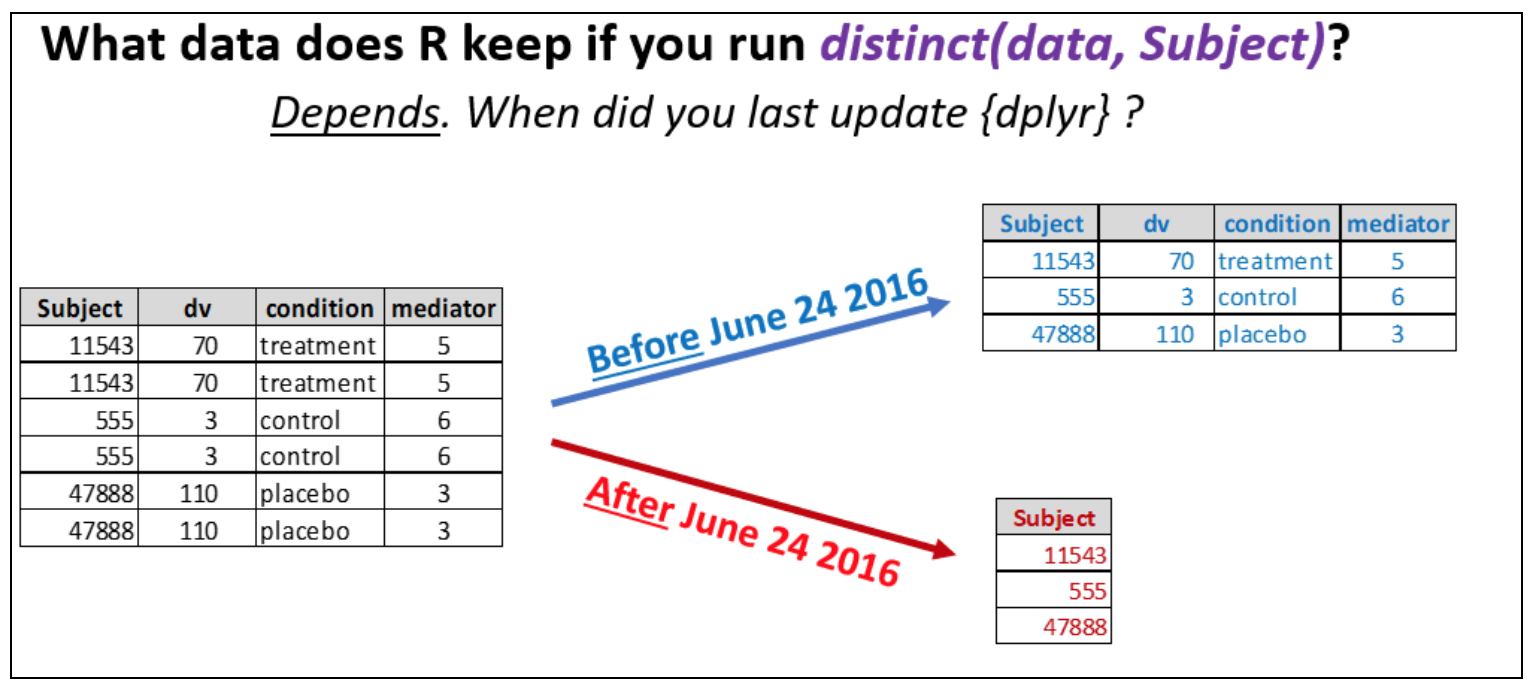 What data does R keep if you run distinct(data, Subject)?
Depends. When did you last update {dplyr} ?
Subject dv condition mediator
11543 70 treatment 5
11543 70 treatment 5
555 3 control 6
555 3 control 6
47888 110 placebo 3
47888 110 placebo 3
Before June 24 2016
Subject dv condition mediator
11543 70 treatment 5
555 3 control 6
47888 110 placebo 3
After June 24 2016
Subject
11543
555
47888